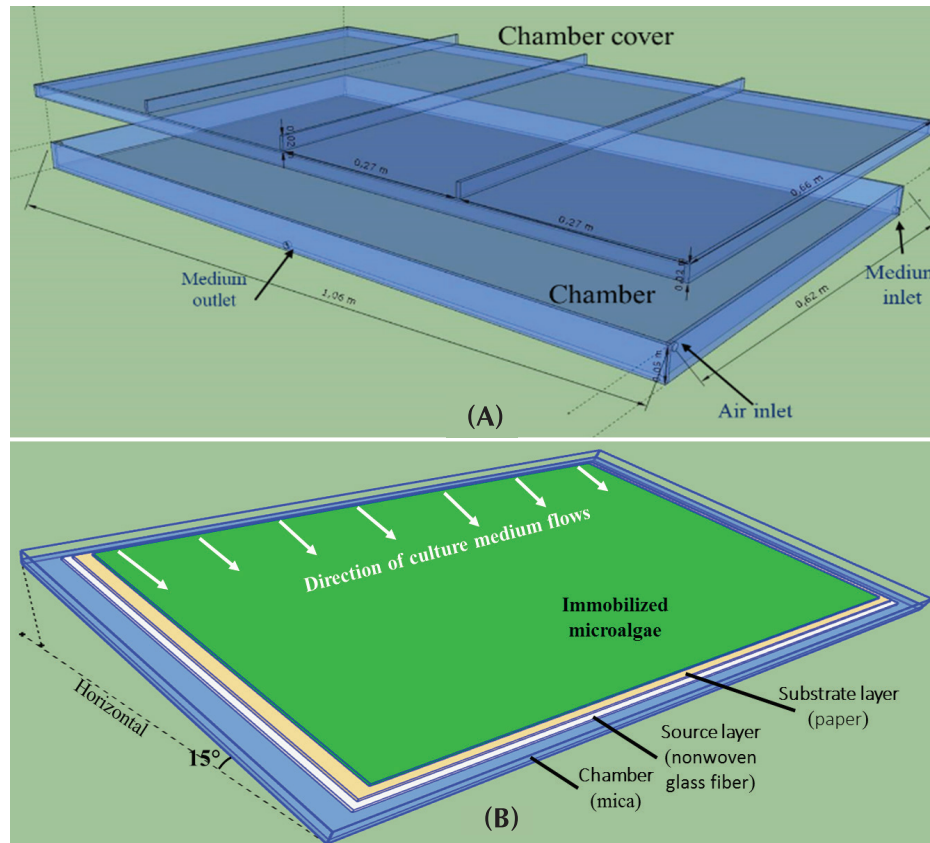 Chamber cover
0,02 m
0,27 m
0,27 m
0,66 m
0,02 m
Medium
outlet
1,06 m
Chamber
Medium
inlet
0,62 m
0,05 m
Air inlet
(A)
Direction of culture medium flows
Immobilized
microalgae
Horizontal
15°
Substrate layer
(paper)
Source layer
(nonwoven
glass fiber)
Chamber
(mica)
(B)